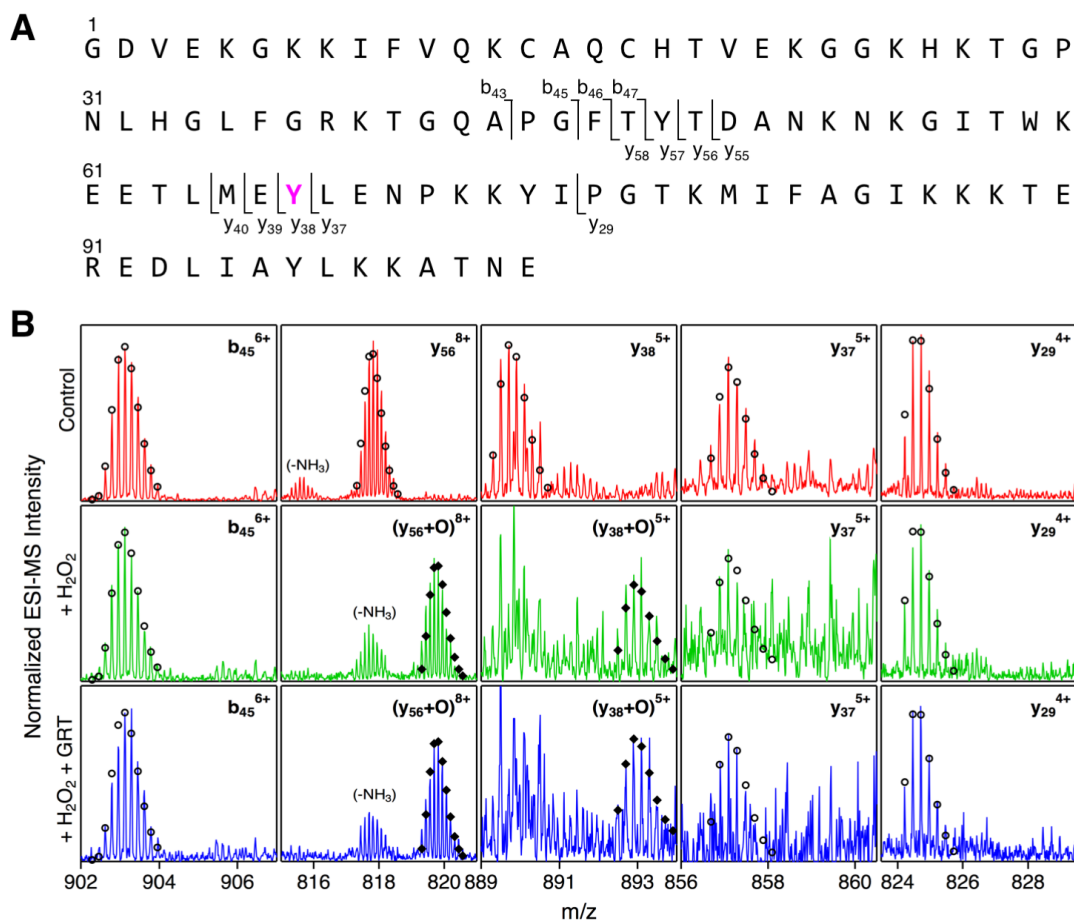 A
1
G D V E K G K K I F V Q K C A Q C H T V E K G G K H K T G P
b43 b45 b46 b47
31
N L H G L F G R K T G Q A P G F T Y T D A N K N K G I T W K
y58 y57 y56 y55
61
E E T L M E Y L E N P K K Y I P G T K M I F A G I K K K T E
y40 y39 y38 y37 y29
91
R E D L I A Y L K K A T N E
B
Normalized ESI-MS Intensity
Control
b45 6+ y56 8+ y38 5+ y37 5+ y29 4+
(-NH3)
+ H2O2
b45 6+ (y56+O)8+ (y38+O)5+ y37 5+ y29 4+
(-NH3)
+ H2O2 + GRT
b45 6+ (y56+O)8+ (y38+O)5+ y37 5+ y29 4+
(-NH3)
902 904 906 816 818 820 889 891 893 856 858 860 824 826 828
m/z